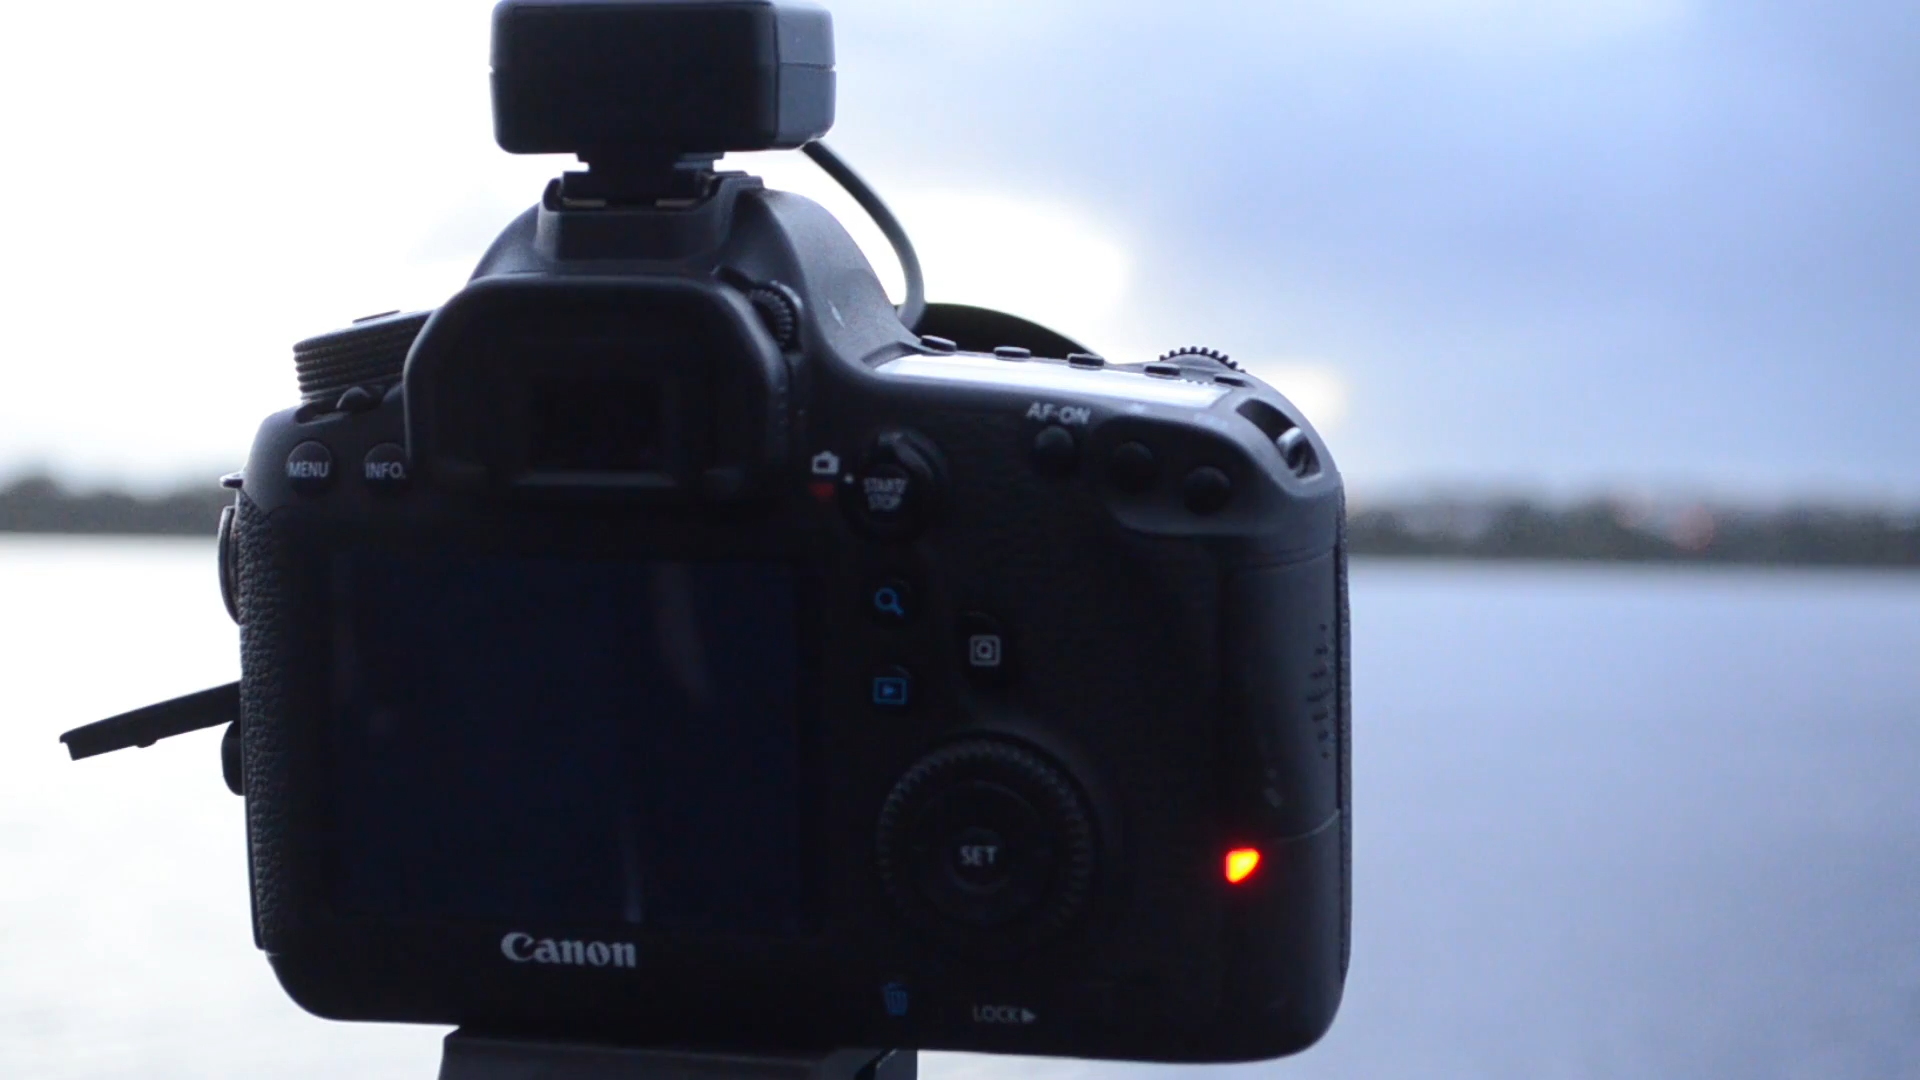 AF-ON
MENU
INFO.
START/
STOP
Q
SET
Canon
LOCK▶